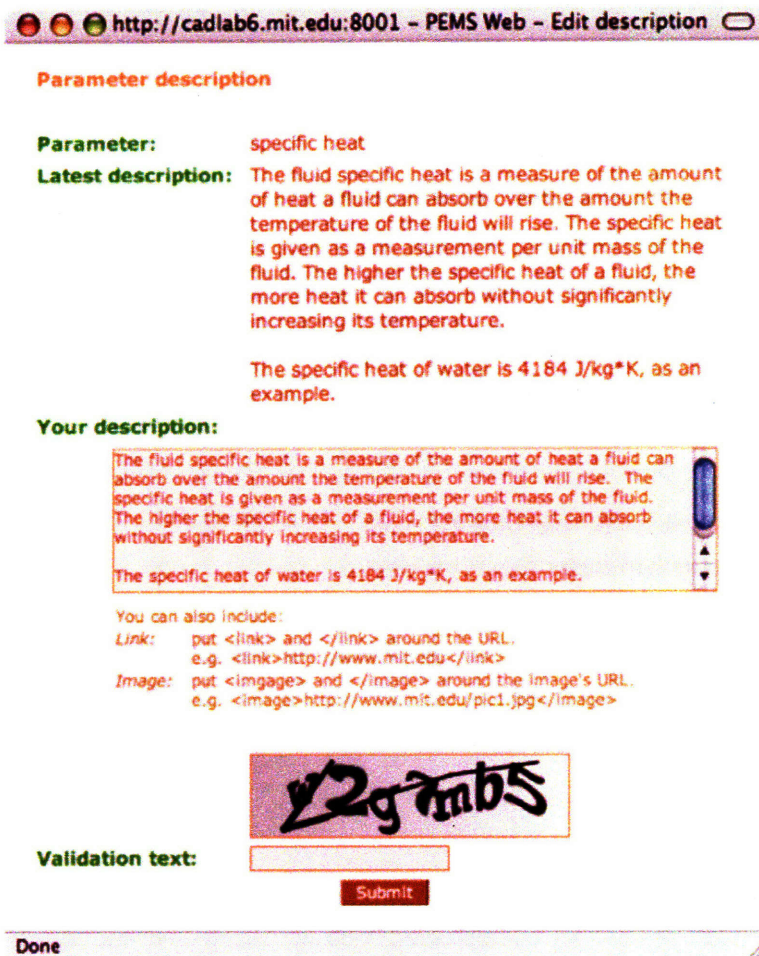 http://cadlab6.mit.edu:8001 – PEMS Web – Edit description
Parameter description
Parameter: specific heat
Latest description: The fluid specific heat is a measure of the amount
of heat a fluid can absorb over the amount the
temperature of the fluid will rise. The specific heat
is given as a measurement per unit mass of the
fluid. The higher the specific heat of a fluid, the
more heat it can absorb without significantly
increasing its temperature.
The specific heat of water is 4184 J/kg*K, as an
example.
Your description:
The fluid specific heat is a measure of the amount of heat a fluid can
absorb over the amount the temperature of the fluid will rise. The
specific heat is given as a measurement per unit mass of the fluid.
The higher the specific heat of a fluid, the more heat it can absorb
without significantly increasing its temperature.
The specific heat of water is 4184 J/kg*K, as an example.
You can also include:
Link: put <link> and </link> around the URL.
e.g. <link>http://www.mit.edu</link>
Image: put <imgage> and </image> around the image's URL.
e.g. <image>http://www.mit.edu/pic1.jpg</image>
Validation text:
Submit
Done